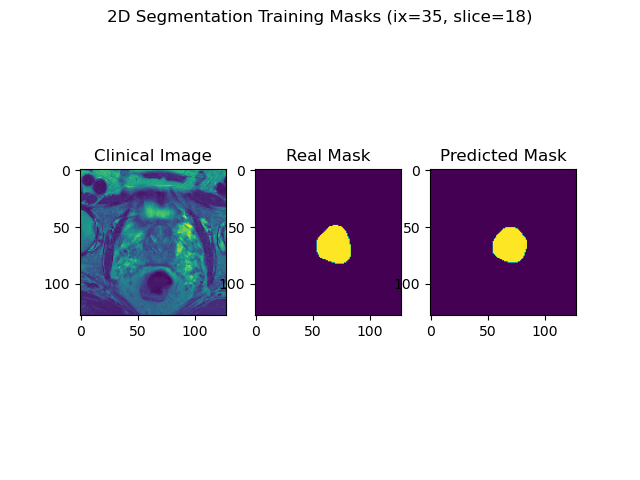 2D Segmentation Training Masks (ix=35, slice=18)
Clinical Image Real Mask Predicted Mask
0 0 0
50 50 50
100 100 100
0 50 100 0 50 100 0 50 100